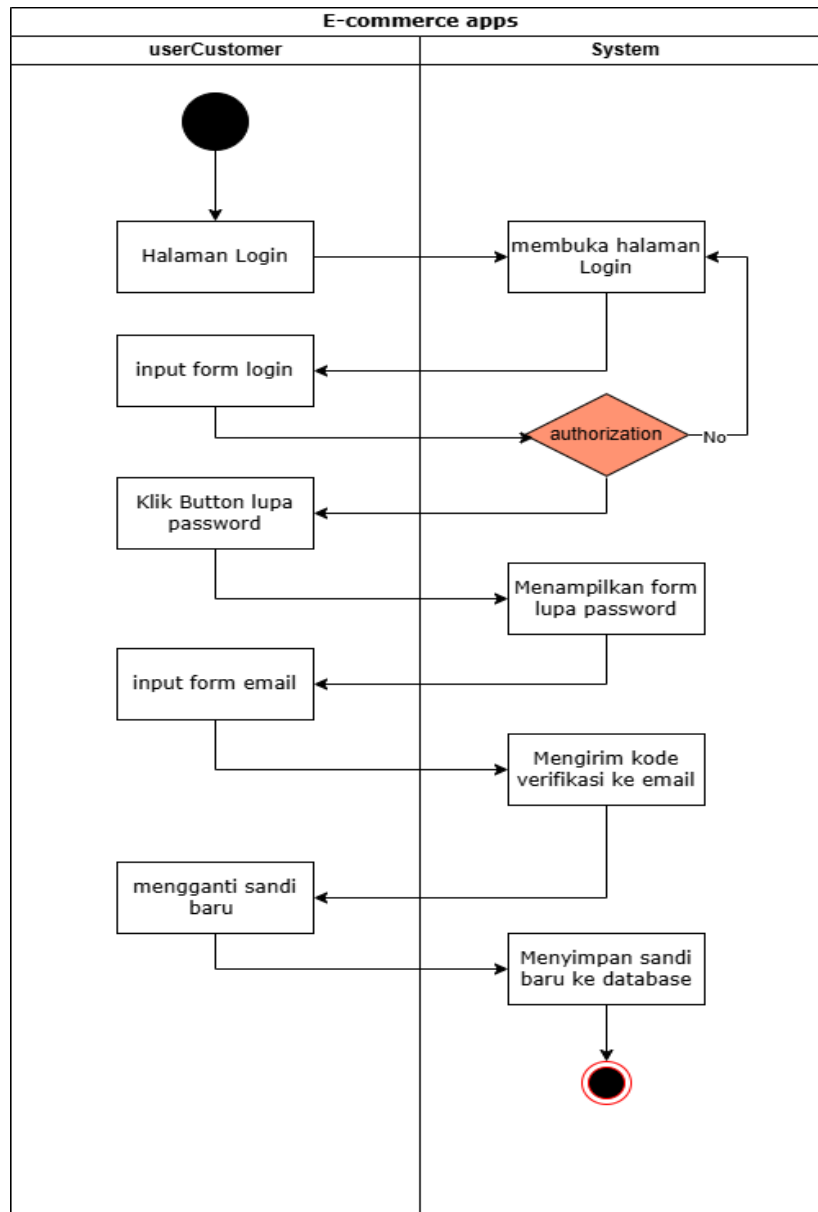 E-commerce apps
userCustomer
System
Halaman Login
membuka halaman
Login
input form login
authorization
No
Klik Button lupa
password
Menampilkan form
lupa password
input form email
Mengirim kode
verifikasi ke email
mengganti sandi
baru
Menyimpan sandi
baru ke database